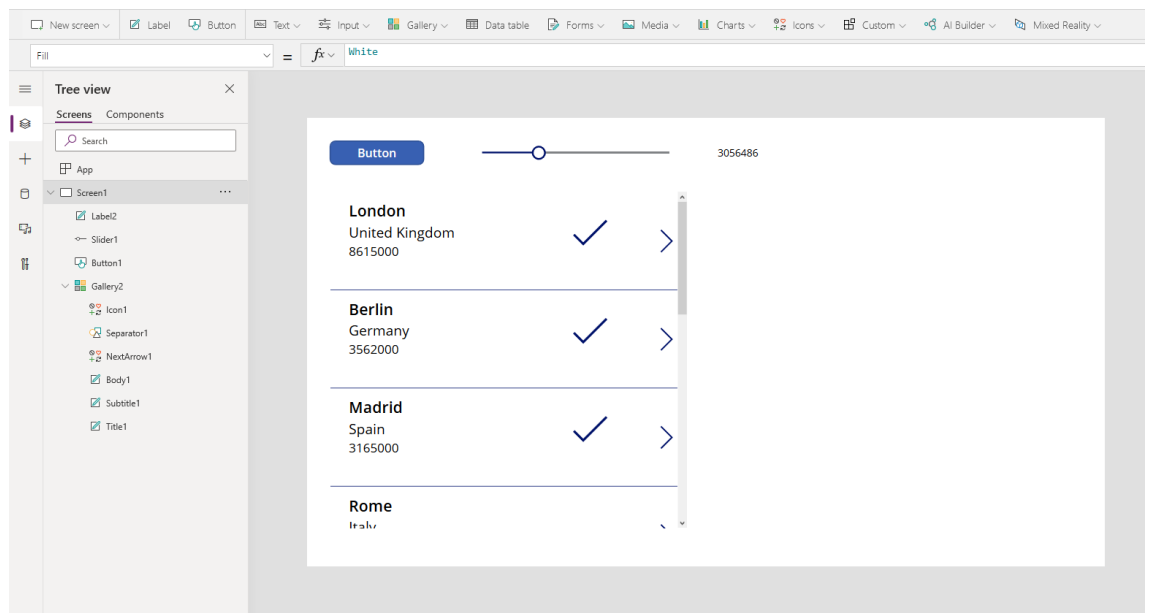 New screen Label Button Text Input Gallery Data table Forms Media Charts Icons Custom AI Builder Mixed Reality
Fill = fx White
Tree view
Screens Components
Search
App
Screen1 ...
Label2
Slider1
Button1
Gallery2
Icon1
Separator1
NextArrow1
Body1
Subtitle1
Title1
Button 3056486
London
United Kingdom
8615000
Berlin
Germany
3562000
Madrid
Spain
3165000
Rome
Italy